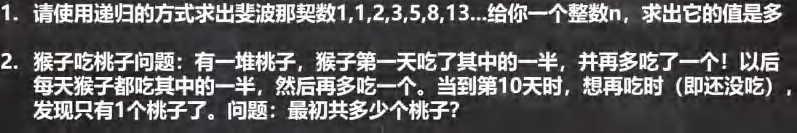 1. 请使用递归的方式求出斐波那契数1,1,2,3,5,8,13...给你一个整数n，求出它的值是多
2. 猴子吃桃子问题：有一堆桃子，猴子第一天吃了其中的一半，并再多吃了一个！以后
每天猴子都吃其中的一半，然后再多吃一个。当到第10天时，想再吃时（即还没吃），
发现只有1个桃子了。问题：最初共多少个桃子？